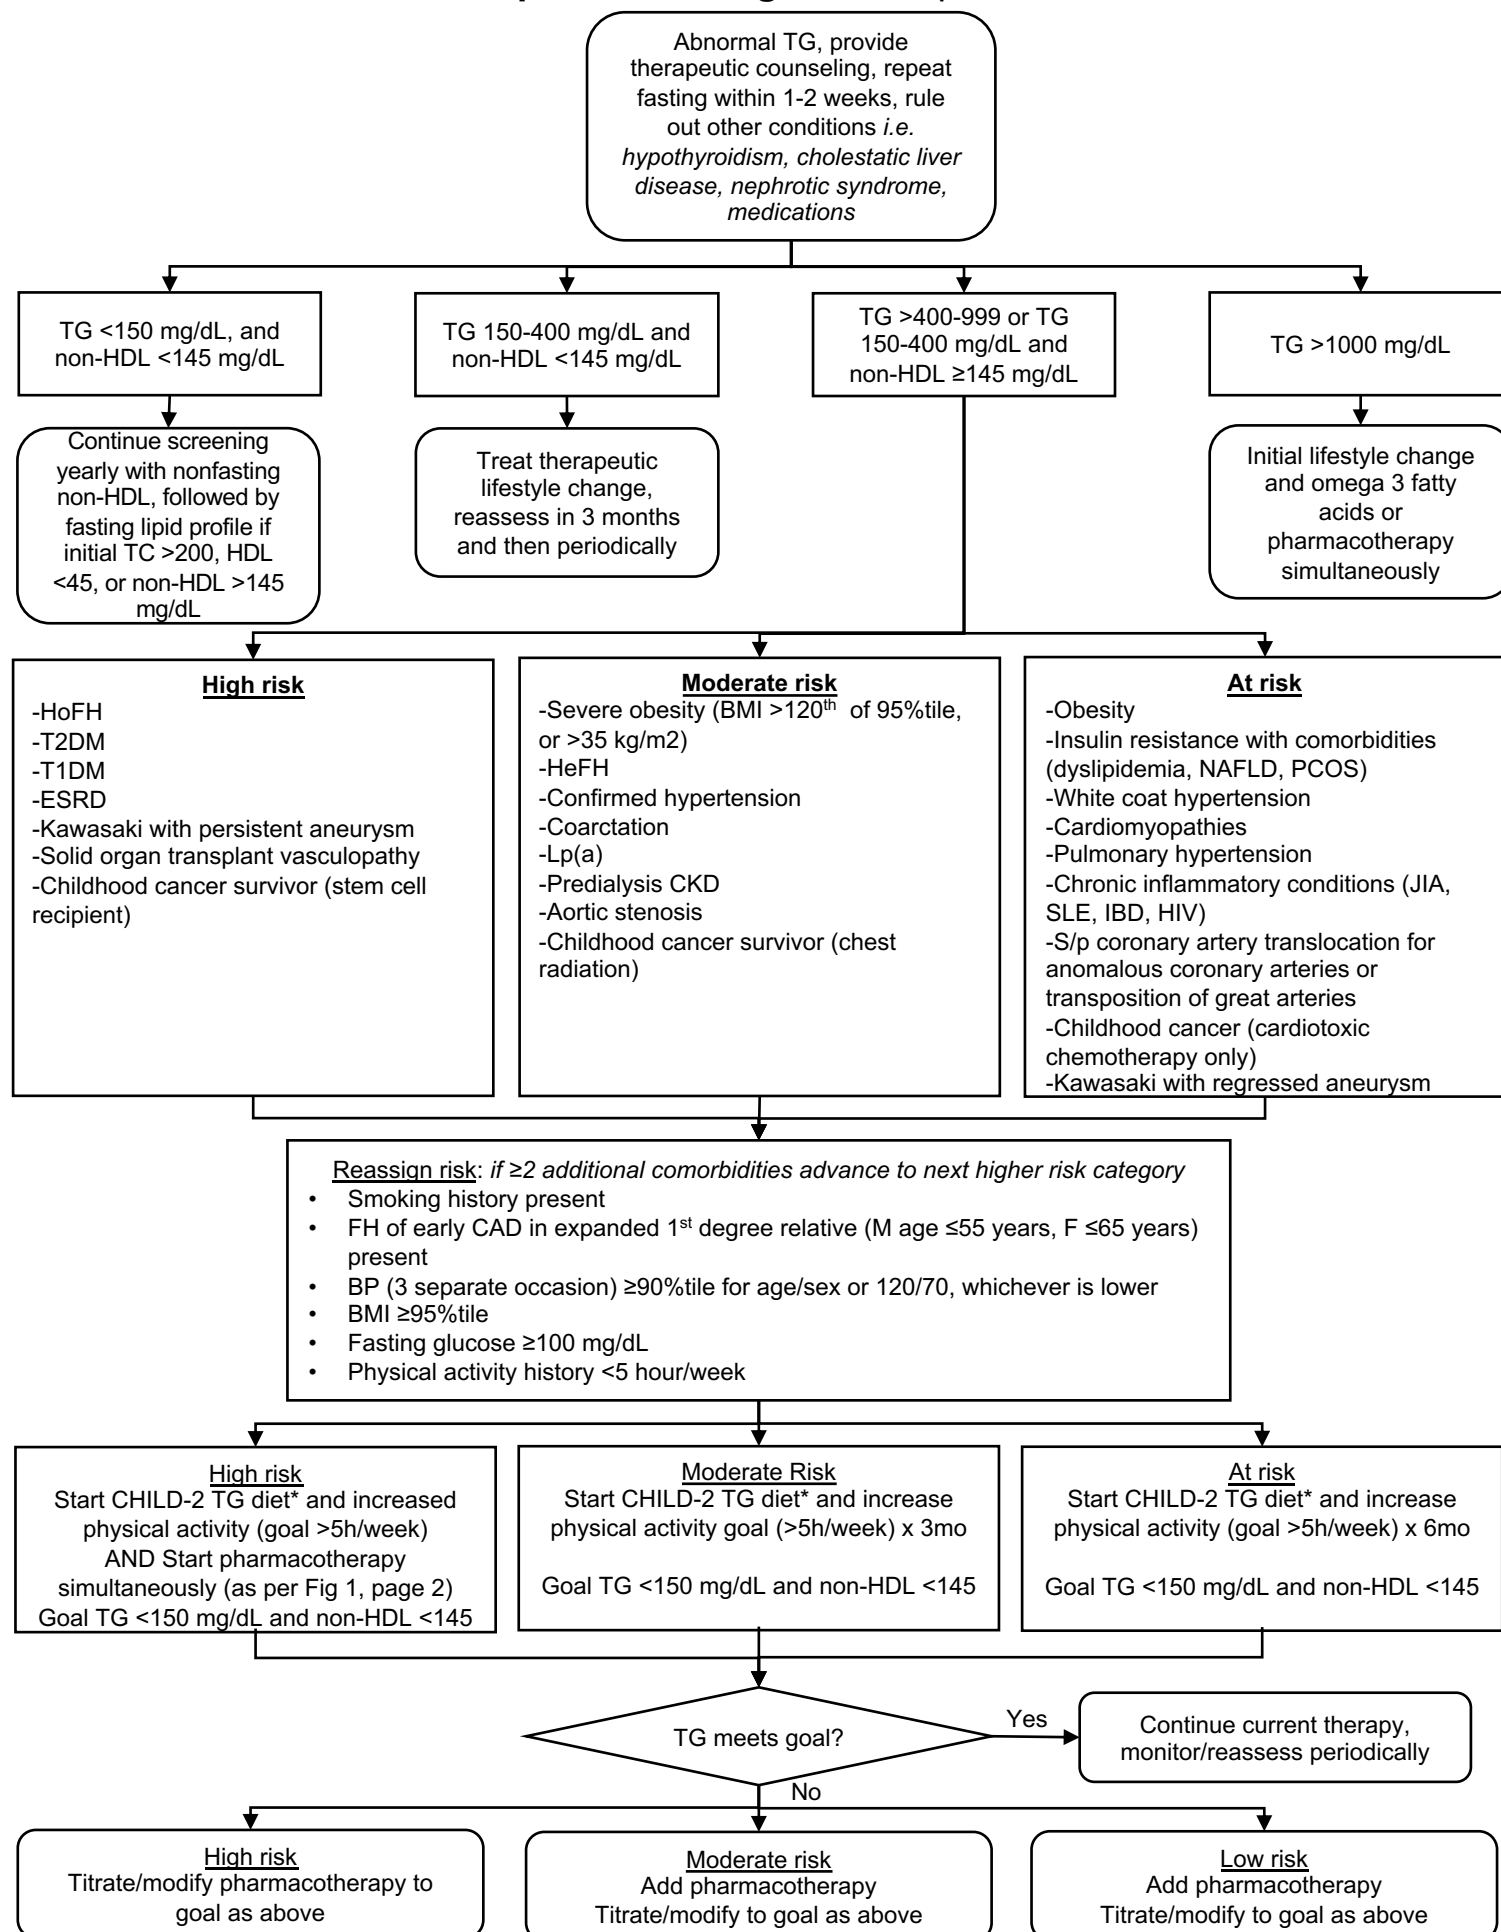 Abnormal TG, provide
therapeutic counseling, repeat
fasting within 1-2 weeks, rule
out other conditions i.e.
hypothyroidism, cholestatic liver
disease, nephrotic syndrome,
medications
TG <150 mg/dL, and
non-HDL <145 mg/dL
TG 150-400 mg/dL and
non-HDL <145 mg/dL
TG >400-999 or TG
150-400 mg/dL and
non-HDL ≥145 mg/dL
TG >1000 mg/dL
Continue screening
yearly with nonfasting
non-HDL, followed by
fasting lipid profile if
initial TC >200, HDL
<45, or non-HDL >145
mg/dL
Treat therapeutic
lifestyle change,
reassess in 3 months
and then periodically
Initial lifestyle change
and omega 3 fatty
acids or
pharmacotherapy
simultaneously
High risk
-HoFH
-T2DM
-T1DM
-ESRD
-Kawasaki with persistent aneurysm
-Solid organ transplant vasculopathy
-Childhood cancer survivor (stem cell
recipient)
Moderate risk
-Severe obesity (BMI >120th of 95%tile,
or >35 kg/m2)
-HeFH
-Confirmed hypertension
-Coarctation
-Lp(a)
-Predialysis CKD
-Aortic stenosis
-Childhood cancer survivor (chest
radiation)
At risk
-Obesity
-Insulin resistance with comorbidities
(dyslipidemia, NAFLD, PCOS)
-White coat hypertension
-Cardiomyopathies
-Pulmonary hypertension
-Chronic inflammatory conditions (JIA,
SLE, IBD, HIV)
-S/p coronary artery translocation for
anomalous coronary arteries or
transposition of great arteries
-Childhood cancer (cardiotoxic
chemotherapy only)
-Kawasaki with regressed aneurysm
Reassign risk: if ≥2 additional comorbidities advance to next higher risk category
• Smoking history present
• FH of early CAD in expanded 1st degree relative (M age ≤55 years, F ≤65 years)
present
• BP (3 separate occasion) ≥90%tile for age/sex or 120/70, whichever is lower
• BMI ≥95%tile
• Fasting glucose ≥100 mg/dL
• Physical activity history <5 hour/week
High risk
Start CHILD-2 TG diet* and increased
physical activity (goal >5h/week)
AND Start pharmacotherapy
simultaneously (as per Fig 1, page 2)
Goal TG <150 mg/dL and non-HDL <145
Moderate Risk
Start CHILD-2 TG diet* and increase
physical activity goal (>5h/week) x 3mo
Goal TG <150 mg/dL and non-HDL <145
At risk
Start CHILD-2 TG diet* and increase
physical activity (goal >5h/week) x 6mo
Goal TG <150 mg/dL and non-HDL <145
TG meets goal?
Yes
Continue current therapy,
monitor/reassess periodically
No
High risk
Titrate/modify pharmacotherapy to
goal as above
Moderate risk
Add pharmacotherapy
Titrate/modify to goal as above
Low risk
Add pharmacotherapy
Titrate/modify to goal as above